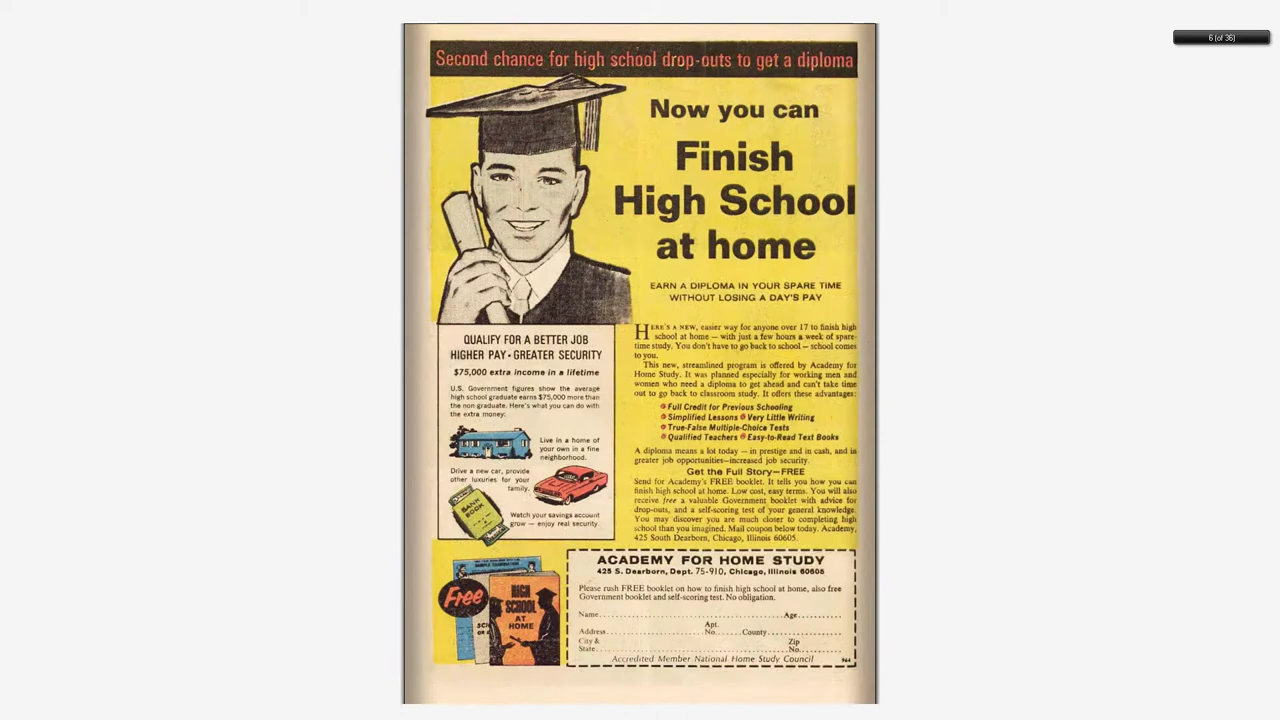 6 (of 36)
Second chance for high school drop-outs to get a diploma
Now you can
Finish
High School
at home
EARN A DIPLOMA IN YOUR SPARE TIME
WITHOUT LOSING A DAY'S PAY
QUALIFY FOR A BETTER JOB
HIGHER PAY • GREATER SECURITY
$75,000 extra income in a lifetime
U.S. Government figures show the average
high school graduate earns $75,000 more than
the non-graduate. Here's what you can do with
the extra money:
Live in a home of
your own in a fine
neighborhood.
Drive a new car, provide
other luxuries for your
family.
BANK
BOOK
Watch your savings account
grow — enjoy real security.
HERE'S A NEW, easier way for anyone over 17 to finish high
school at home — with just a few hours a week of spare-
time study. You don't have to go back to school — school comes
to you.
This new, streamlined program is offered by Academy for
Home Study. It was planned especially for working men and
women who need a diploma to get ahead and can't take time
out to go back to classroom study. It offers these advantages:
Full Credit for Previous Schooling
Simplified Lessons Very Little Writing
True-False Multiple-Choice Tests
Qualified Teachers Easy-to-Read Text Books
A diploma means a lot today — in prestige and in cash, and in
greater job opportunities—increased job security.
Get the Full Story—FREE
Send for Academy's FREE booklet. It tells you how you can
finish high school at home. Low cost, easy terms. You will also
receive free a valuable Government booklet with advice for
drop-outs, and a self-scoring test of your general knowledge.
You may discover you are much closer to completing high
school than you imagined. Mail coupon below today. Academy,
425 South Dearborn, Chicago, Illinois 60605.
SAMPLE EXAMINATION
Free
HIGH
SCHOOL
AT
HOME
ACADEMY FOR HOME STUDY
425 S. Dearborn, Dept. 75-910, Chicago, Illinois 60605
Please rush FREE booklet on how to finish high school at home, also free
Government booklet and self-scoring test. No obligation.
Name Age
Apt.
Address No. County
City & Zip
State No.
Accredited Member National Home Study Council 964